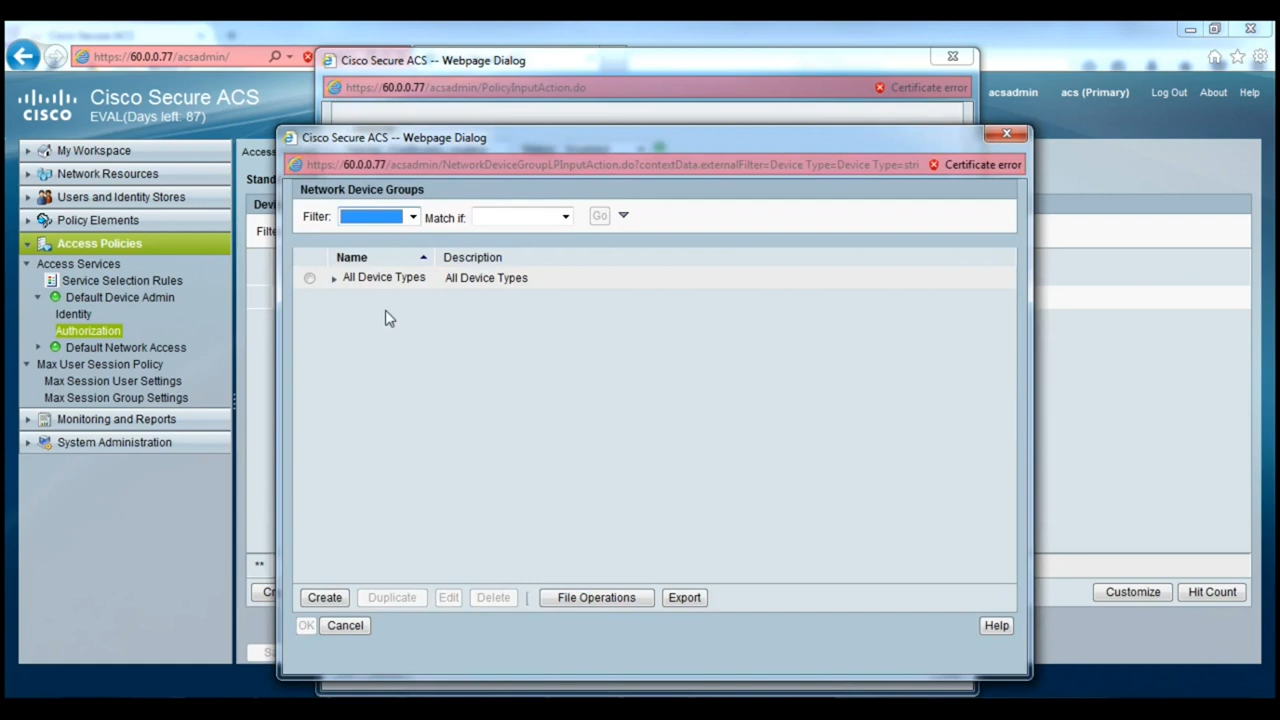 https://60.0.0.77/acsadmin/
Cisco Secure ACS -- Webpage Dialog
https://60.0.0.77/acsadmin/PolicyInputAction.do
Certificate error
cisco
Cisco Secure ACS
EVAL(Days left: 87)
acsadmin
acs (Primary)
Log Out
About
Help
Cisco Secure ACS -- Webpage Dialog
https://60.0.0.77/acsadmin/NetworkDeviceGroupLPInputAction.do?contextData.externalFilter=Device Type=Device Type=stri
Certificate error
My Workspace
Network Resources
Users and Identity Stores
Policy Elements
Access Policies
Access Services
Service Selection Rules
Default Device Admin
Identity
Authorization
Default Network Access
Max User Session Policy
Max Session User Settings
Max Session Group Settings
Monitoring and Reports
System Administration
Access
Stand
Devi
Filte
**
Cr
S
Network Device Groups
Filter:
Match if:
Go
Name
Description
All Device Types
All Device Types
Create
Duplicate
Edit
Delete
|
File Operations
Export
OK
Cancel
Help
Customize
Hit Count